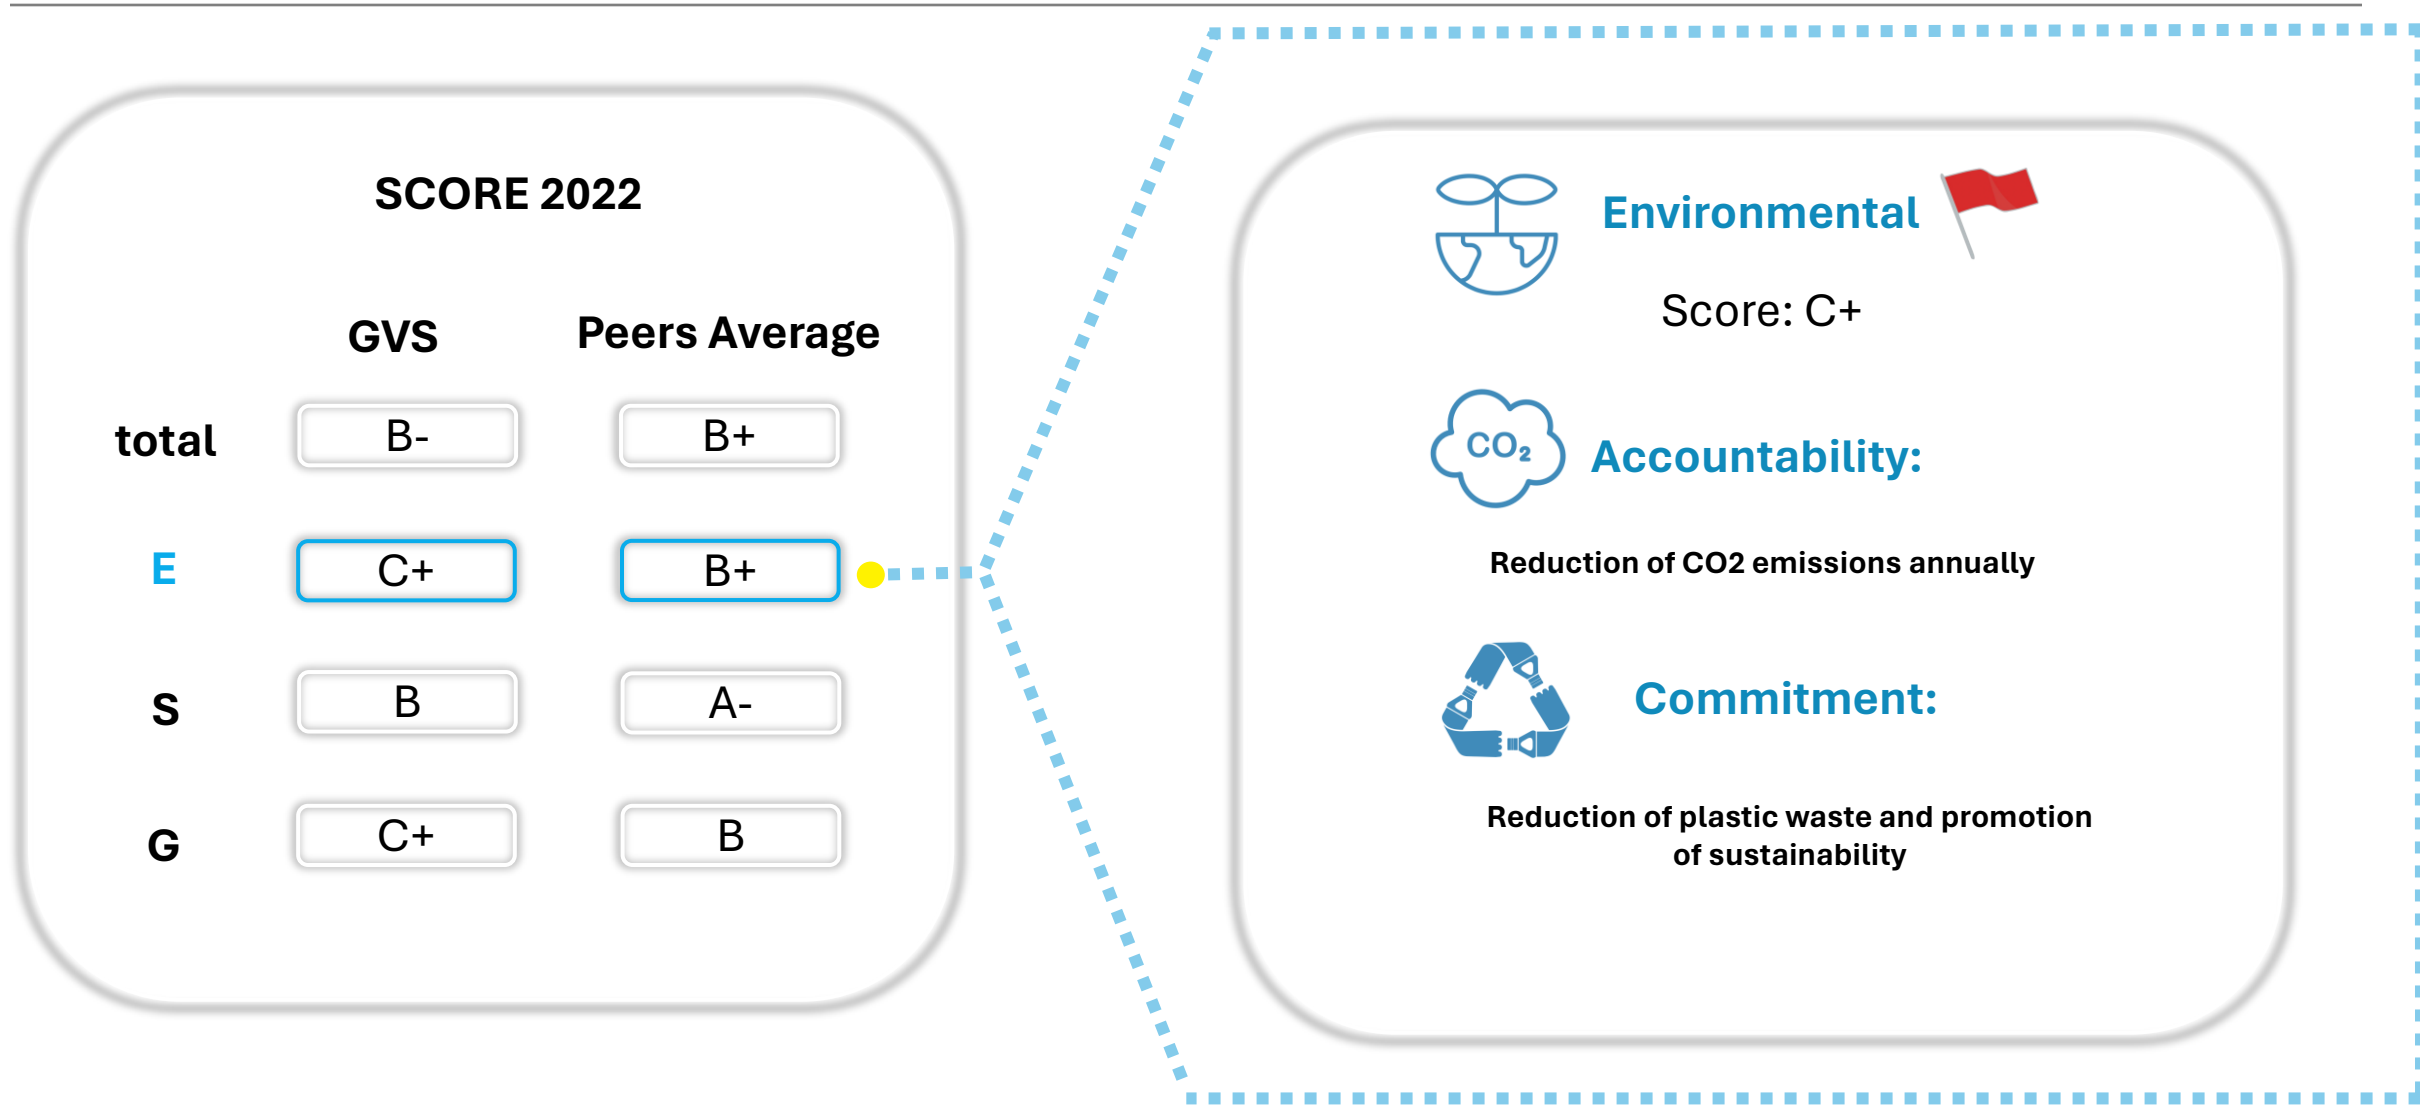 SCORE 2022
GVS Peers Average
total B- B+
E C+ B+
S B A-
G C+ B
Environmental
Score: C+
CO₂ Accountability:
Reduction of CO2 emissions annually
Commitment:
Reduction of plastic waste and promotion
of sustainability